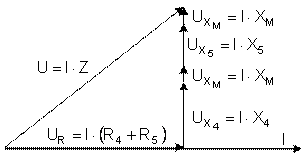 U_{X_M} = I · X_M
U_{X_5} = I · X_5
U = I · Z
U_{X_M} = I · X_M
U_{X_4} = I · X_4
U_R = I · (R_4 + R_5)
I